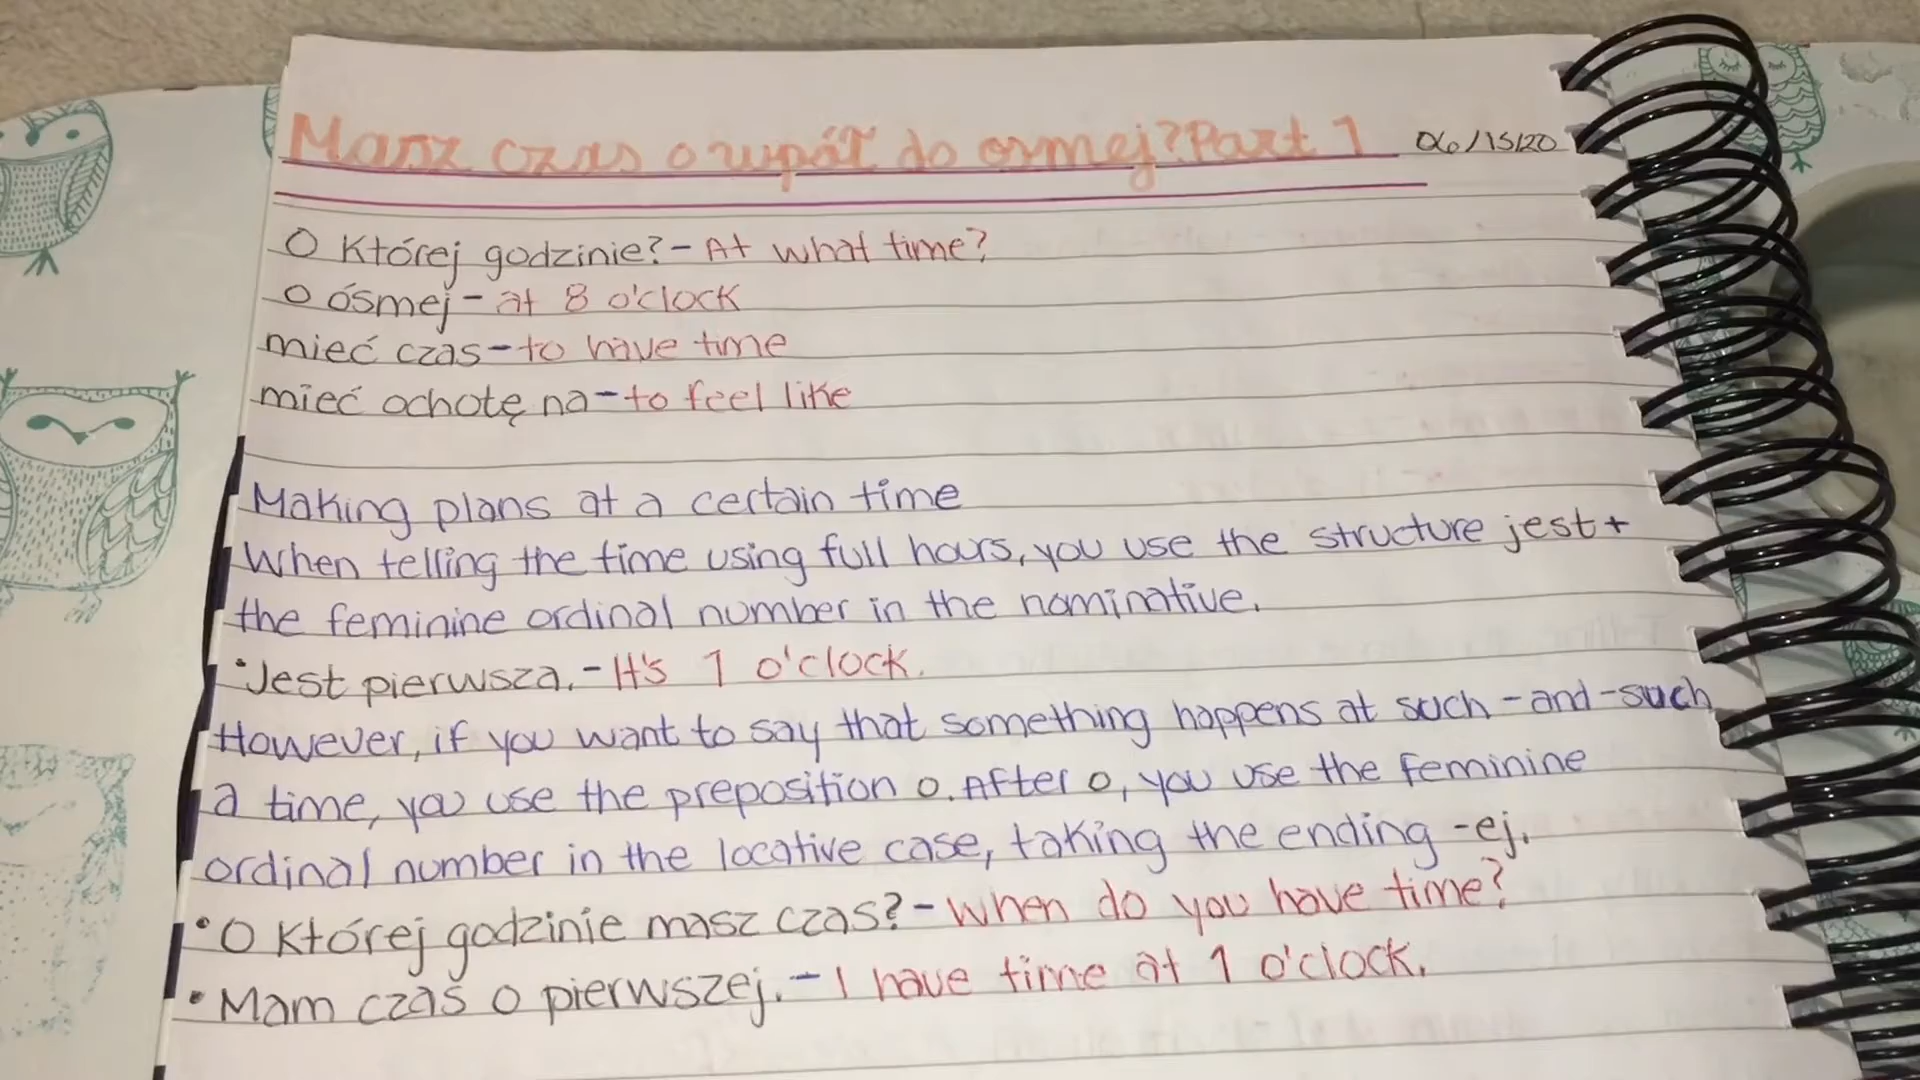 Masz czas o wpół do osmej? Part 1 06/15/20
O Której godzinie? - At what time?
O ósmej - at 8 o'clock
mieć czas - to have time
mieć ochotę na - to feel like
Making plans at a certain time
When telling the time using full hours, you use the structure jest +
the feminine ordinal number in the nominative.
• Jest pierwsza. - It's 1 o'clock.
However, if you want to say that something happens at such-and-such
a time, you use the preposition o. After o, you use the feminine
ordinal number in the locative case, taking the ending -ej.
• O Której godzinie masz czas? - When do you have time?
• Mam czas o pierwszej. - I have time at 1 o'clock.